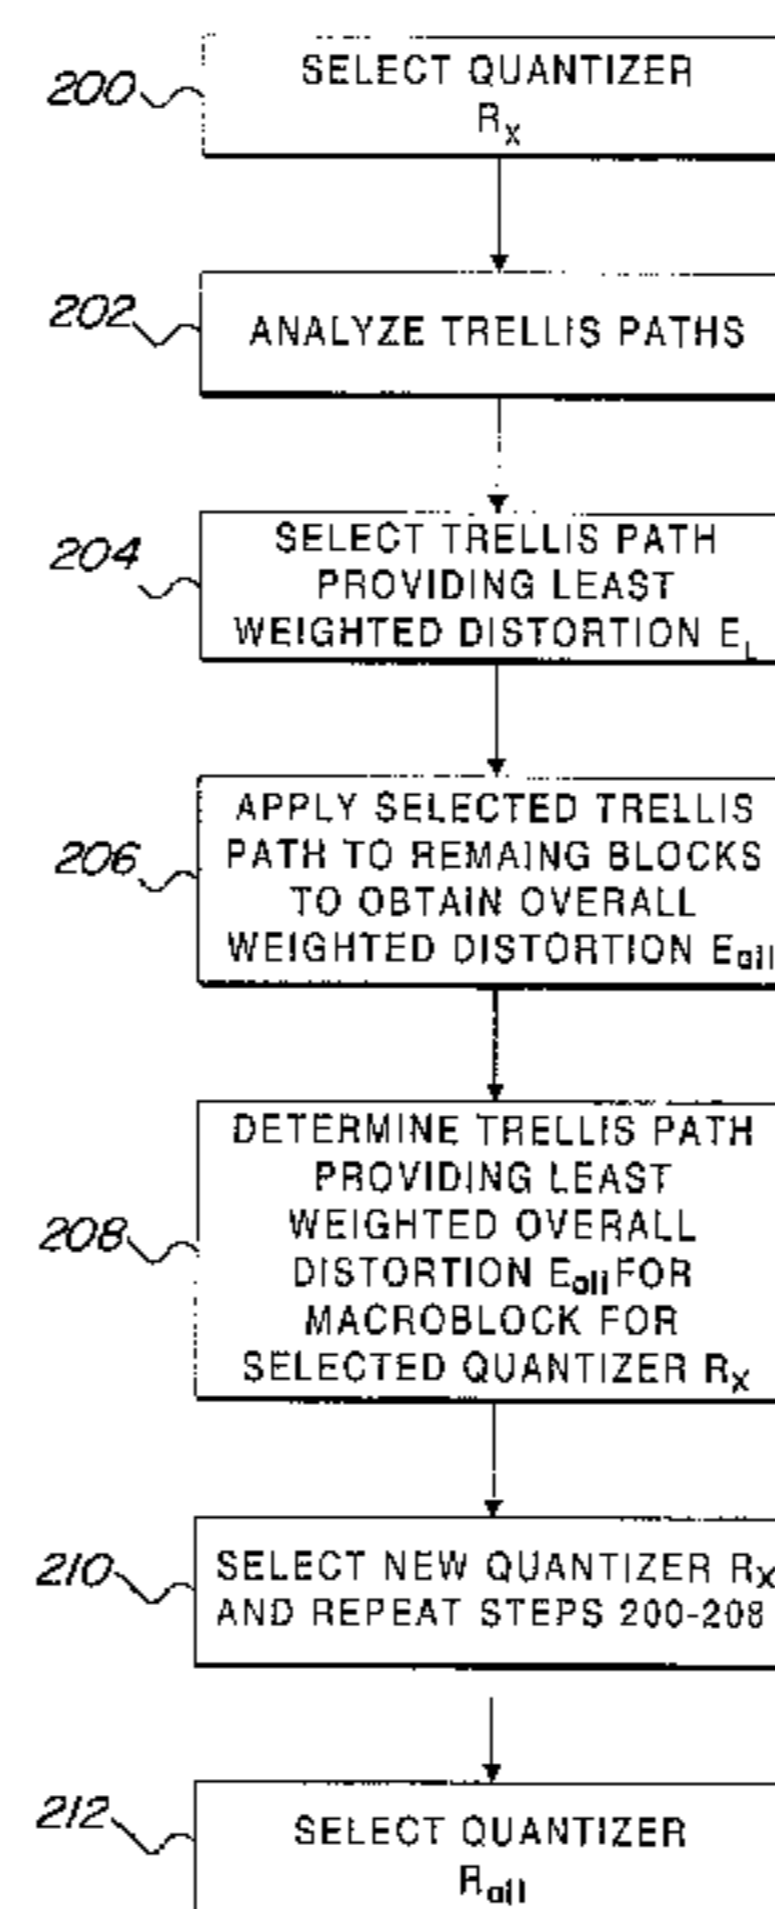 200
SELECT QUANTIZER
Rx
202
ANALYZE TRELLIS PATHS
204
SELECT TRELLIS PATH
PROVIDING LEAST
WEIGHTED DISTORTION EL
206
APPLY SELECTED TRELLIS
PATH TO REMAING BLOCKS
TO OBTAIN OVERALL
WEIGHTED DISTORTION Eall
208
DETERMINE TRELLIS PATH
PROVIDING LEAST
WEIGHTED OVERALL
DISTORTION Eall FOR
MACROBLOCK FOR
SELECTED QUANTIZER Rx
210
SELECT NEW QUANTIZER Rx
AND REPEAT STEPS 200-208
212
SELECT QUANTIZER
Rall